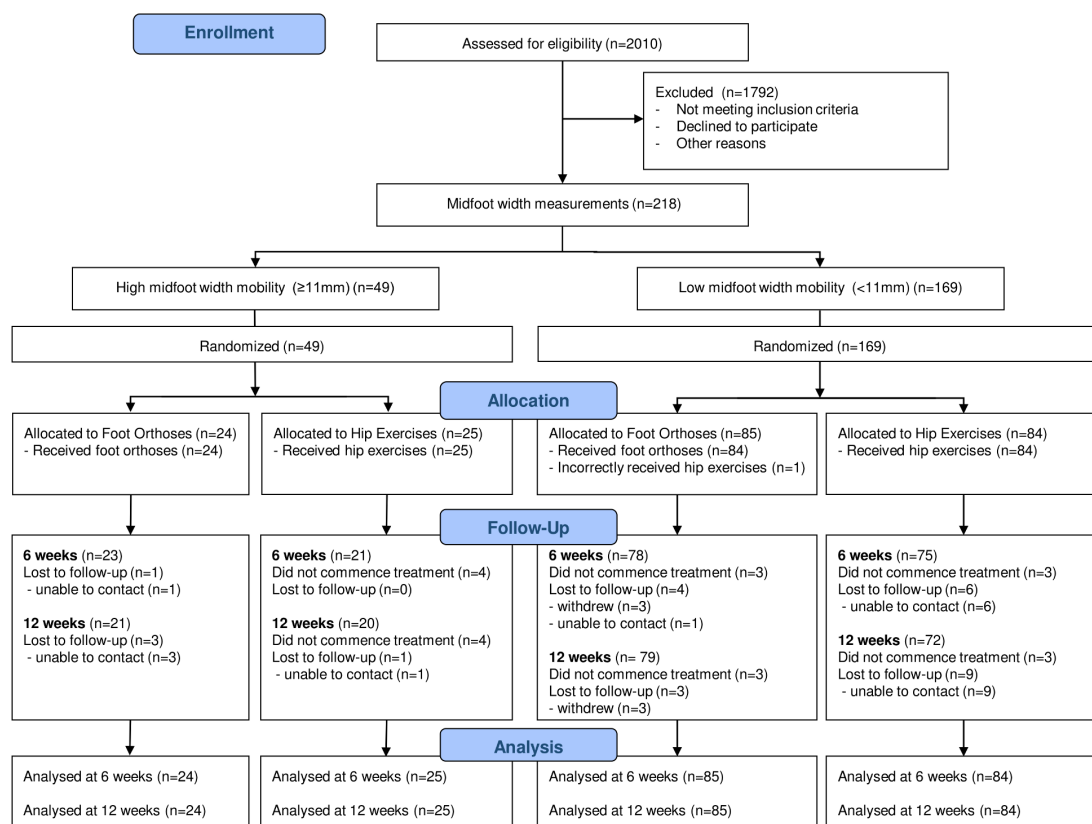 Enrollment
Assessed for eligibility (n=2010)
Excluded (n=1792)
- Not meeting inclusion criteria
- Declined to participate
- Other reasons
Midfoot width measurements (n=218)
High midfoot width mobility (≥11mm) (n=49)
Low midfoot width mobility (<11mm) (n=169)
Randomized (n=49)
Randomized (n=169)
Allocation
Allocated to Foot Orthoses (n=24)
- Received foot orthoses (n=24)
Allocated to Hip Exercises (n=25)
- Received hip exercises (n=25)
Allocated to Foot Orthoses (n=85)
- Received foot orthoses (n=84)
- Incorrectly received hip exercises (n=1)
Allocated to Hip Exercises (n=84)
- Received hip exercises (n=84)
Follow-Up
6 weeks (n=23)
Lost to follow-up (n=1)
- unable to contact (n=1)
12 weeks (n=21)
Lost to follow-up (n=3)
- unable to contact (n=3)
6 weeks (n=21)
Did not commence treatment (n=4)
Lost to follow-up (n=0)
12 weeks (n=20)
Did not commence treatment (n=4)
Lost to follow-up (n=1)
- unable to contact (n=1)
6 weeks (n=78)
Did not commence treatment (n=3)
Lost to follow-up (n=4)
- withdrew (n=3)
- unable to contact (n=1)
12 weeks (n= 79)
Did not commence treatment (n=3)
Lost to follow-up (n=3)
- withdrew (n=3)
6 weeks (n=75)
Did not commence treatment (n=3)
Lost to follow-up (n=6)
- unable to contact (n=6)
12 weeks (n=72)
Did not commence treatment (n=3)
Lost to follow-up (n=9)
- unable to contact (n=9)
Analysis
Analysed at 6 weeks (n=24)
Analysed at 12 weeks (n=24)
Analysed at 6 weeks (n=25)
Analysed at 12 weeks (n=25)
Analysed at 6 weeks (n=85)
Analysed at 12 weeks (n=85)
Analysed at 6 weeks (n=84)
Analysed at 12 weeks (n=84)